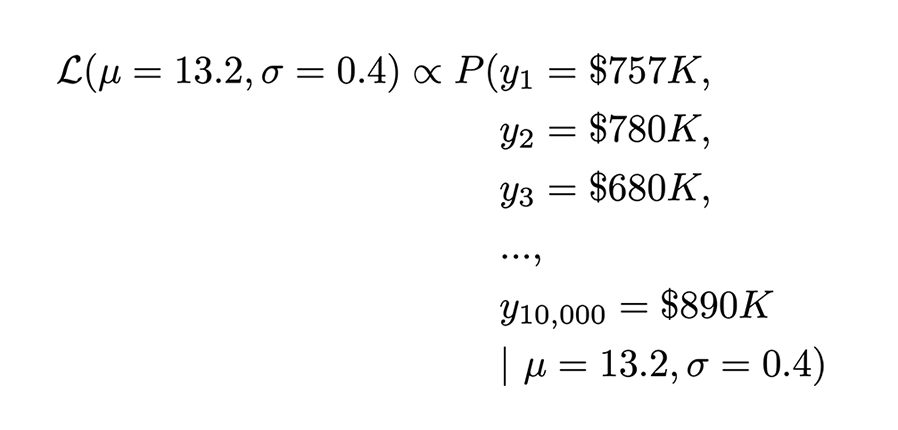 ℒ(μ = 13.2, σ = 0.4) ∝ P(y₁ = $757K,
y₂ = $780K,
y₃ = $680K,
...,
y₁₀,₀₀₀ = $890K
| μ = 13.2, σ = 0.4)